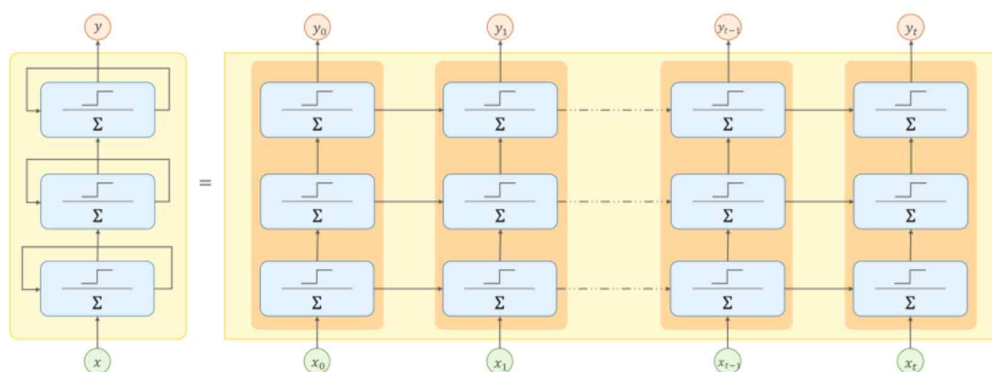 y y₀ y₁ yₜ₋₁ yₜ
Σ Σ Σ Σ Σ
=
Σ Σ Σ Σ Σ
Σ Σ Σ Σ Σ
x x₀ x₁ xₜ₋₁ xₜ